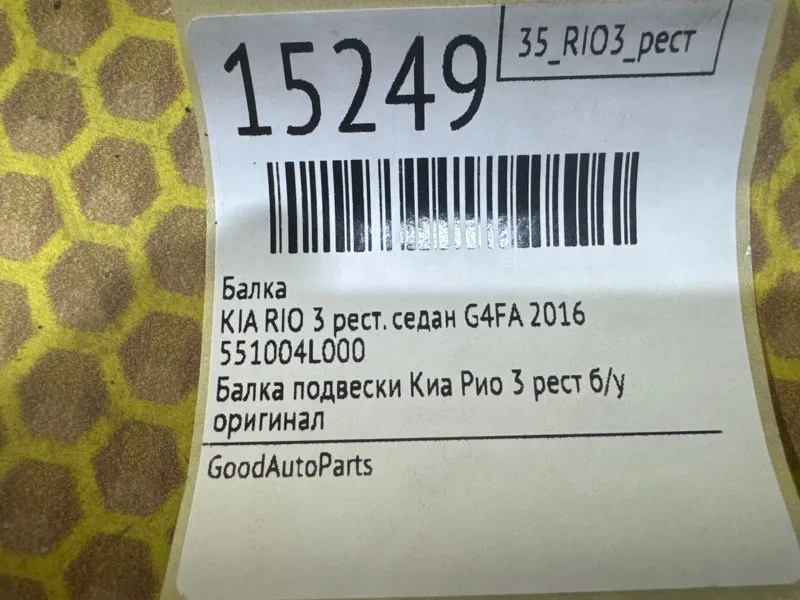 35_RIO3_рест
15249
Балка
KIA RIO 3 рест. седан G4FA 2016
551004L000
Балка подвески Киа Рио 3 рест б/у
оригинал
GoodAutoParts